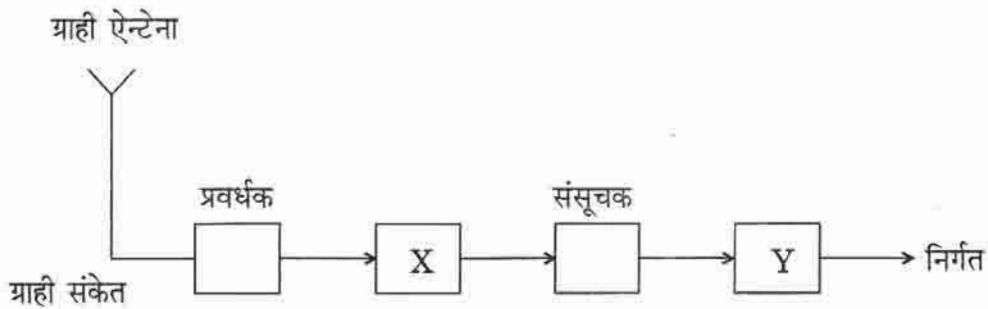 ग्राही ऐन्टेना
प्रवर्धक
संसूचक
X
Y
निर्गत
ग्राही संकेत